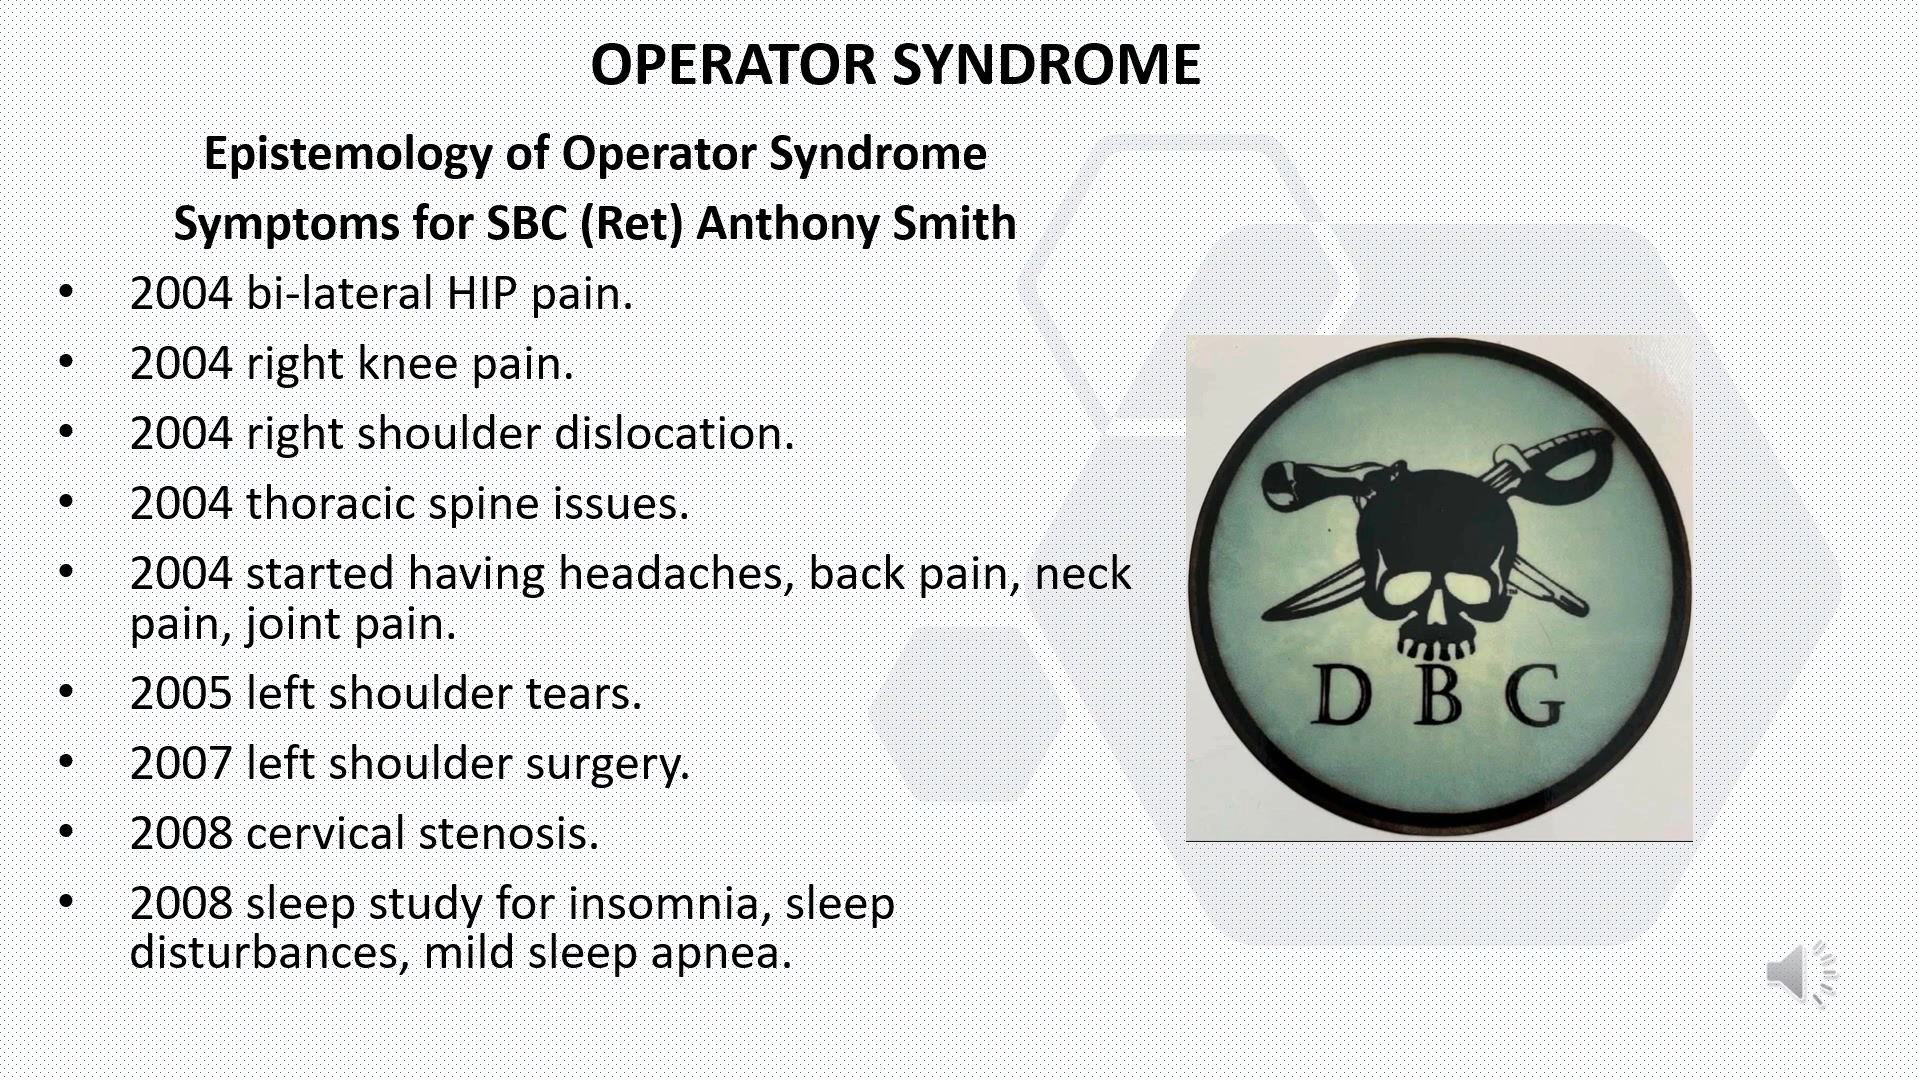 OPERATOR SYNDROME
Epistemology of Operator Syndrome
Symptoms for SBC (Ret) Anthony Smith
• 2004 bi-lateral HIP pain.
• 2004 right knee pain.
• 2004 right shoulder dislocation.
• 2004 thoracic spine issues.
• 2004 started having headaches, back pain, neck
pain, joint pain.
• 2005 left shoulder tears.
• 2007 left shoulder surgery.
• 2008 cervical stenosis.
• 2008 sleep study for insomnia, sleep
disturbances, mild sleep apnea.
DBG